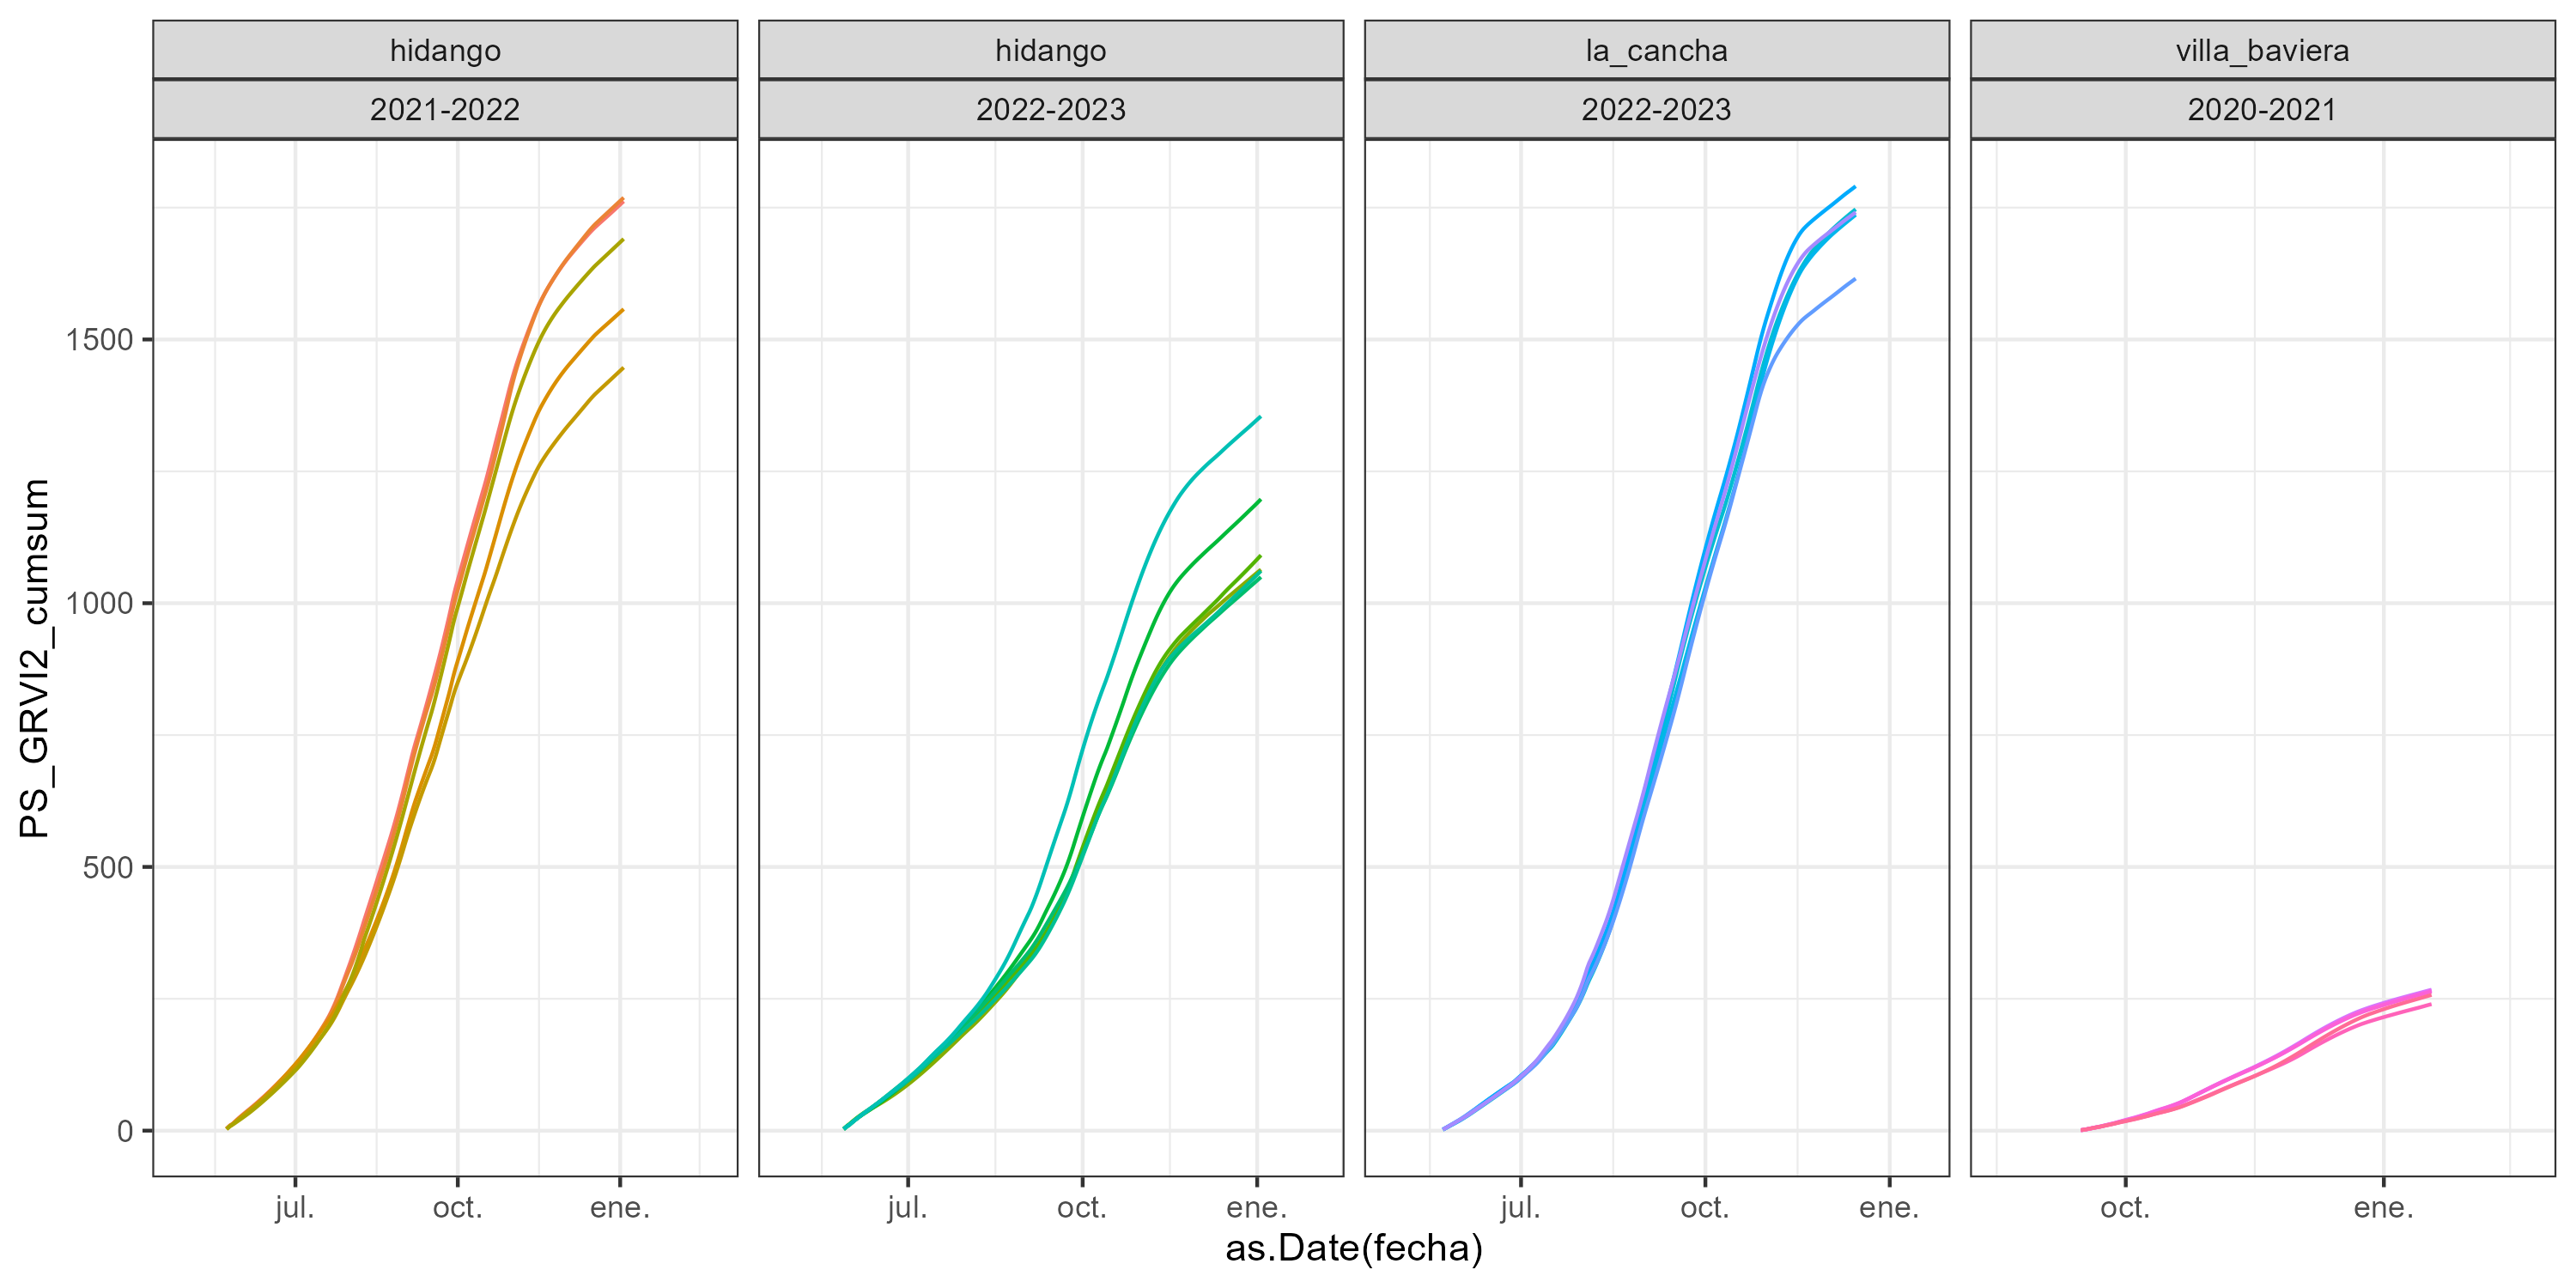 hidango hidango la_cancha villa_baviera
2021-2022 2022-2023 2022-2023 2020-2021
PS_GRVI2_cumsum
1500
1000
500
0
jul. oct. ene. jul. oct. ene. jul. oct. ene. oct. ene.
as.Date(fecha)